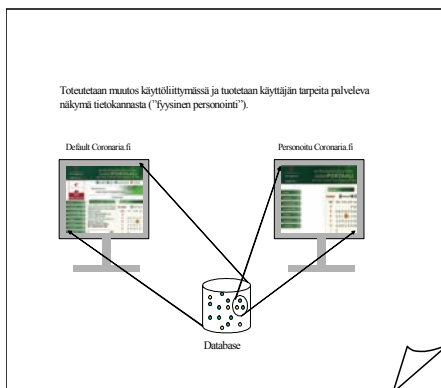 Toteutetaan muutos käyttöliittymässä ja tuotetaan käyttäjän tarpeita palveleva
näkymä tietokannasta ("fyysinen personointi").
Default Coronaria.fi
Personoitu Coronaria.fi
Database